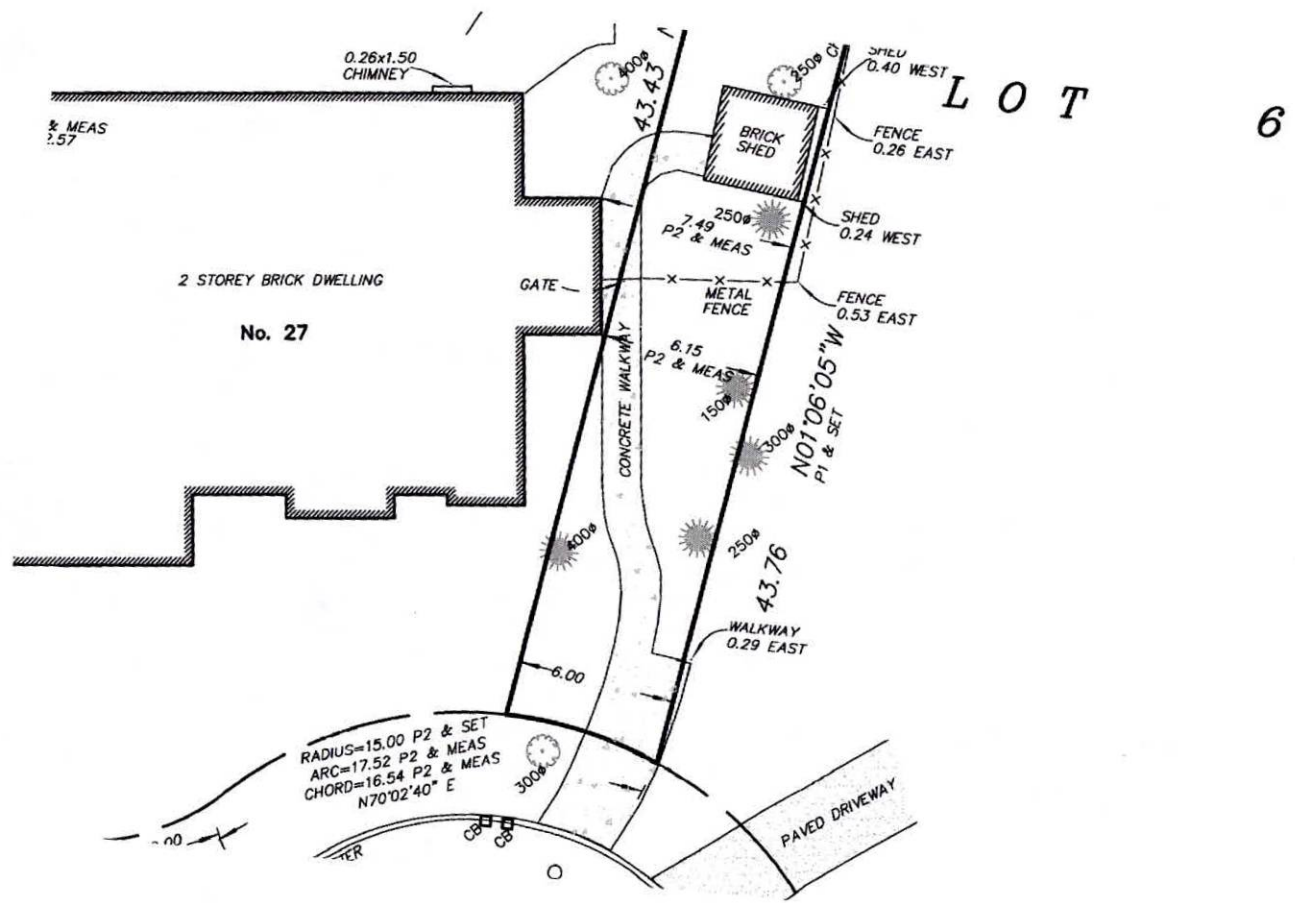 0.26x1.50
CHIMNEY
& MEAS
2.57
400ø
43.43
250ø
SHED
0.40 WEST
LOT 6
FENCE
0.26 EAST
BRICK
SHED
SHED
0.24 WEST
250ø
7.49
P2 & MEAS
2 STOREY BRICK DWELLING
No. 27
GATE
METAL
FENCE
FENCE
0.53 EAST
CONCRETE WALKWAY
6.15
P2 & MEAS
150ø
300ø
N01°06'05"W
P1 & SET
400ø
250ø
43.76
WALKWAY
0.29 EAST
6.00
RADIUS=15.00 P2 & SET
ARC=17.52 P2 & MEAS
CHORD=16.54 P2 & MEAS
N70°02'40" E
300ø
CB
CB
PAVED DRIVEWAY